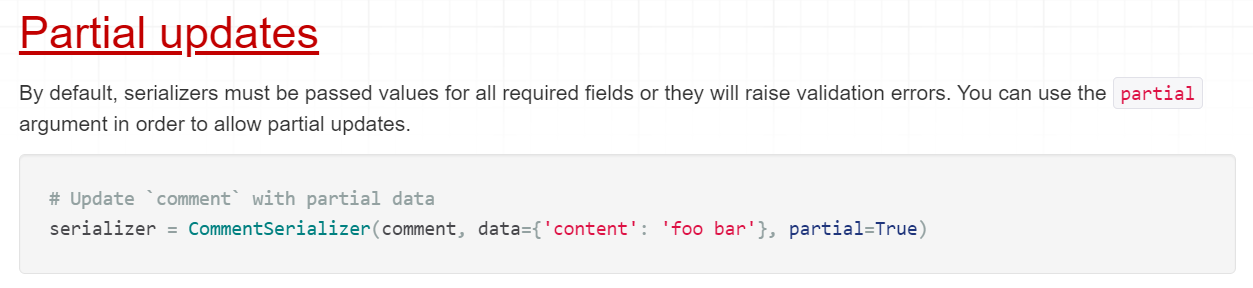 Partial updates
By default, serializers must be passed values for all required fields or they will raise validation errors. You can use the partial
argument in order to allow partial updates.
# Update `comment` with partial data
serializer = CommentSerializer(comment, data={'content': 'foo bar'}, partial=True)